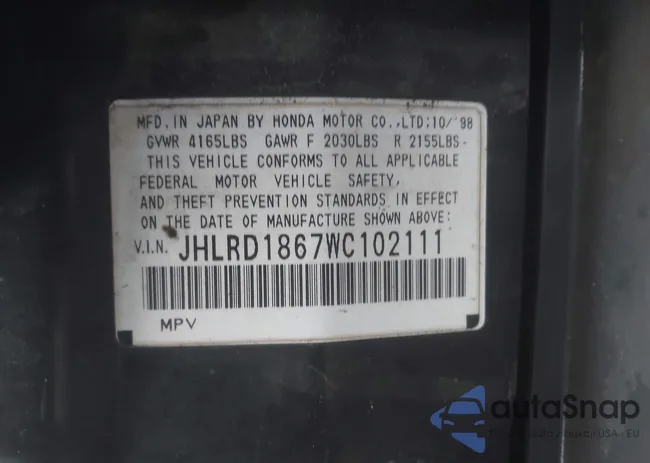 MFD. IN JAPAN BY HONDA MOTOR CO.,LTD;10/'98
GVWR 4165LBS GAWR F 2030LBS R 2155LBS
THIS VEHICLE CONFORMS TO ALL APPLICABLE
FEDERAL MOTOR VEHICLE SAFETY,
AND THEFT PREVENTION STANDARDS IN EFFECT
ON THE DATE OF MANUFACTURE SHOWN ABOVE:
V.I.N. JHLRD1867WC102111
MPV
autoSnap
USA - EU